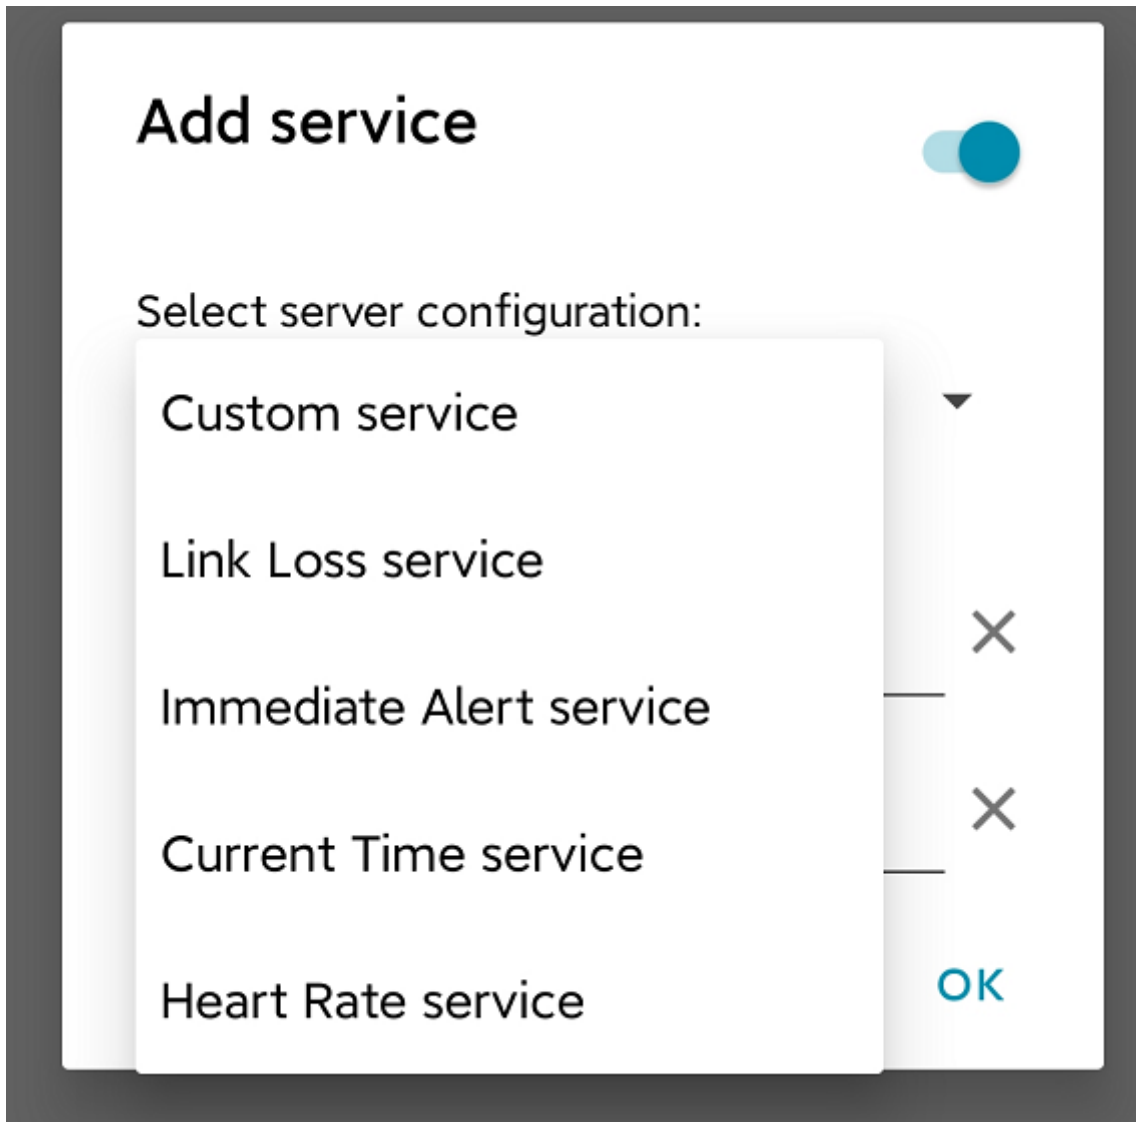 Add service
Select server configuration:
Custom service
Link Loss service
Immediate Alert service
Current Time service
Heart Rate service
OK